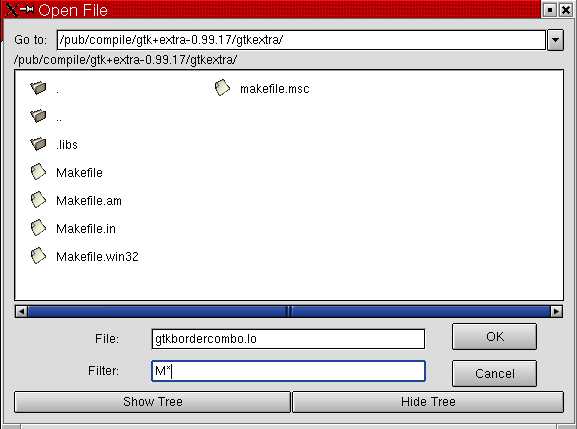 Open File
Go to: /pub/compile/gtk+extra-0.99.17/gtkextra/
/pub/compile/gtk+extra-0.99.17/gtkextra/
. makefile.msc
..
.libs
Makefile
Makefile.am
Makefile.in
Makefile.win32
File: gtkbordercombo.lo OK
Filter: M* Cancel
Show Tree Hide Tree